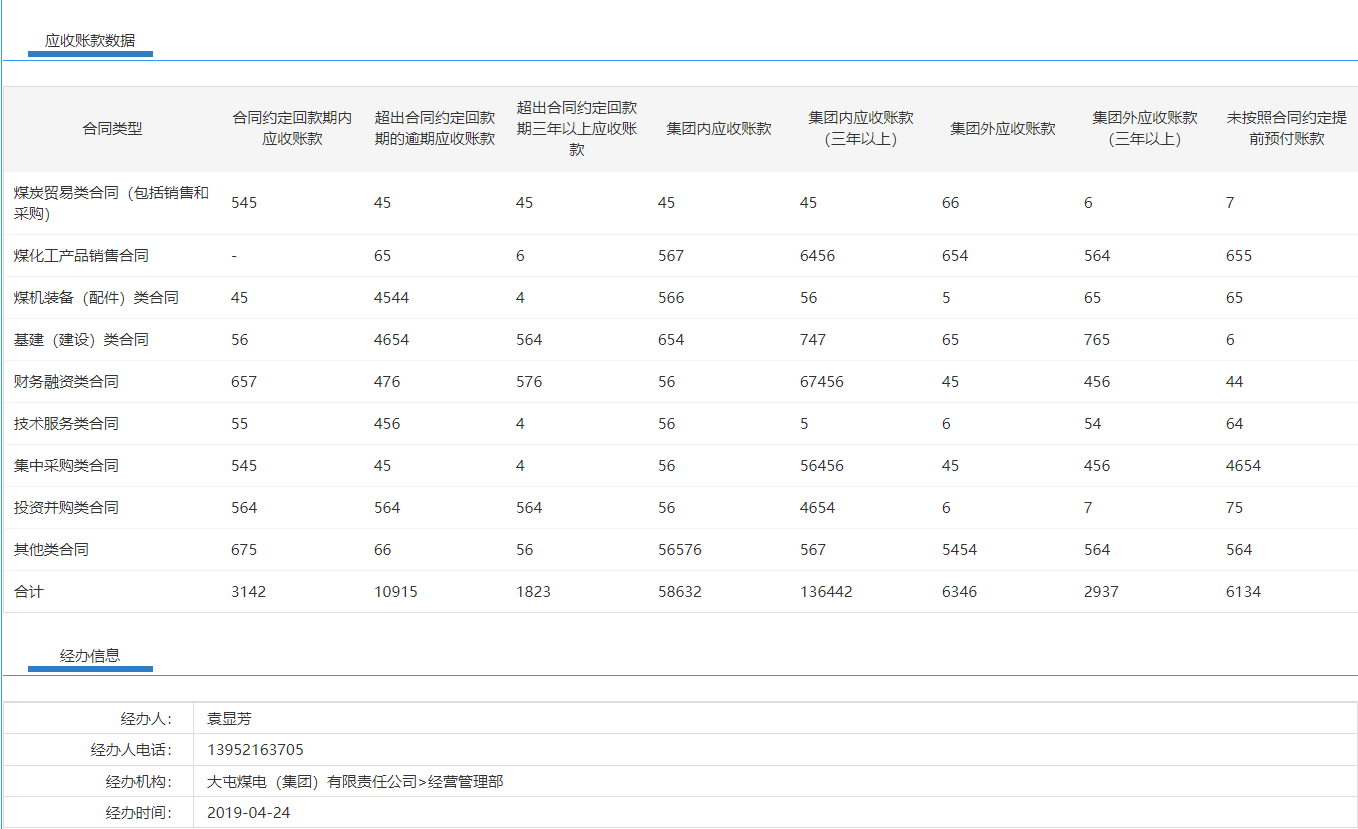 应收账款数据
合同类型 合同约定回款期内应收账款 超出合同约定回款期的逾期应收账款 超出合同约定回款期三年以上应收账款 集团内应收账款 集团内应收账款（三年以上） 集团外应收账款 集团外应收账款（三年以上） 未按照合同约定提前预付账款
煤炭贸易类合同（包括销售和采购） 545 45 45 45 45 66 6 7
煤化工产品销售合同 - 65 6 567 6456 654 564 655
煤机装备（配件）类合同 45 4544 4 566 56 5 65 65
基建（建设）类合同 56 4654 564 654 747 65 765 6
财务融资类合同 657 476 576 56 67456 45 456 44
技术服务类合同 55 456 4 56 5 6 54 64
集中采购类合同 545 45 4 56 56456 45 456 4654
投资并购类合同 564 564 564 56 4654 6 7 75
其他类合同 675 66 56 56576 567 5454 564 564
合计 3142 10915 1823 58632 136442 6346 2937 6134
经办信息
经办人： 袁显芳
经办人电话： 13952163705
经办机构： 大屯煤电（集团）有限责任公司>经营管理部
经办时间： 2019-04-24